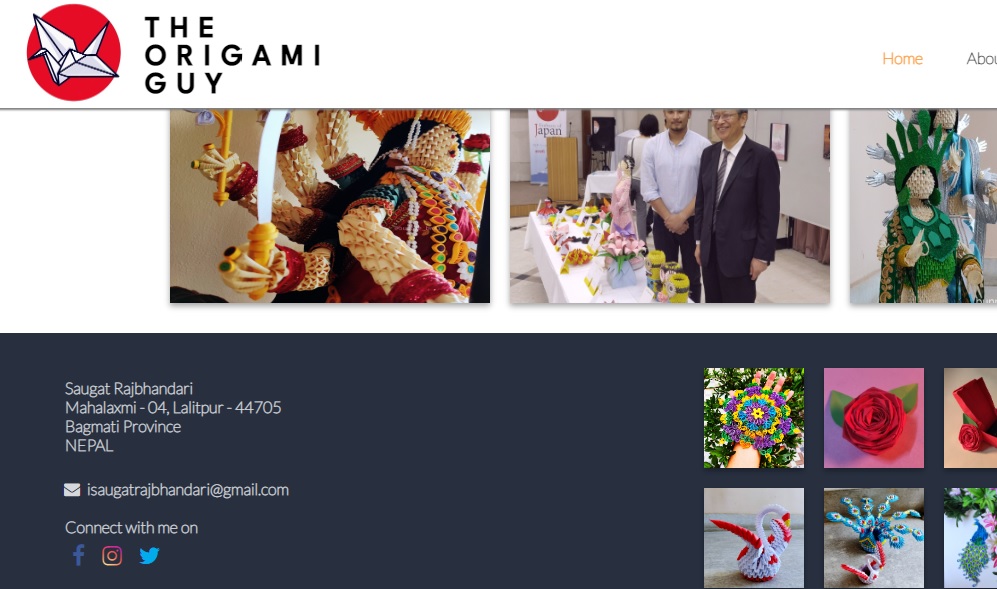 THE
ORIGAMI
GUY
Home
Abou
Japan
Saugat Rajbhandari
Mahalaxmi - 04, Lalitpur - 44705
Bagmati Province
NEPAL
isaugatrajbhandari@gmail.com
Connect with me on